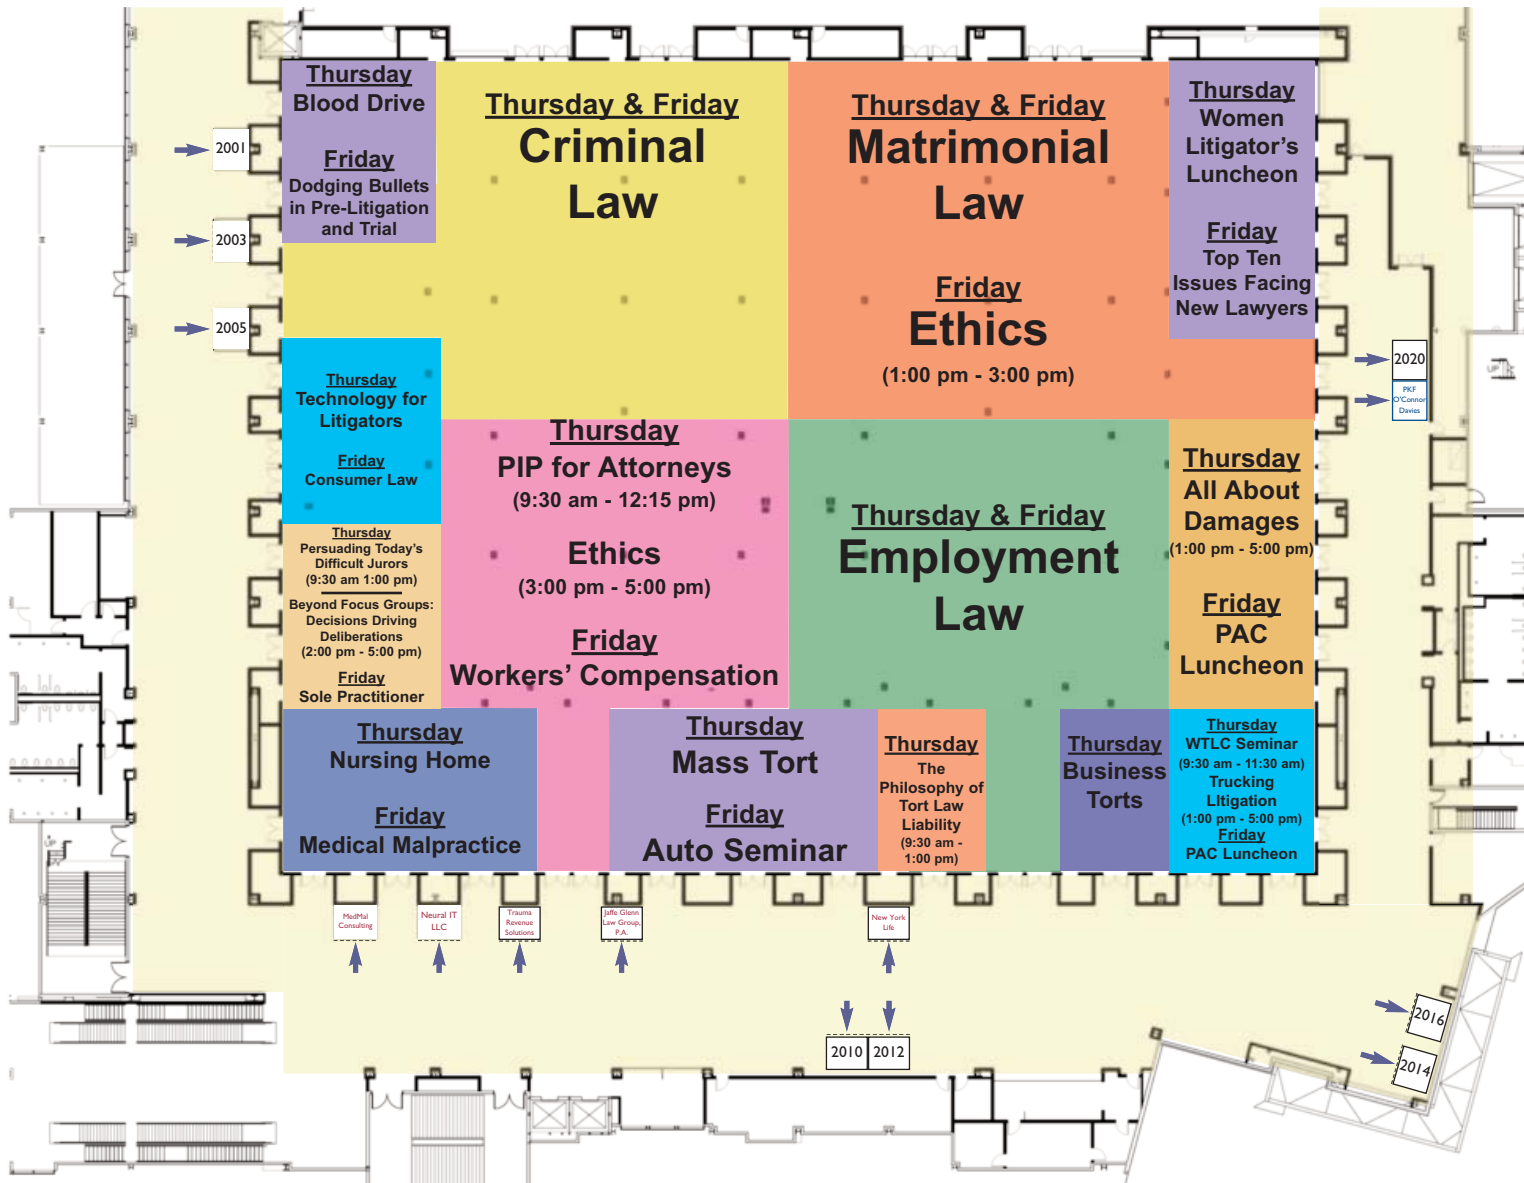 Thursday
Blood Drive
Friday
Dodging Bullets
in Pre-Litigation
and Trial
Thursday & Friday
Criminal
Law
Thursday & Friday
Matrimonial
Law
Friday
Ethics
(1:00 pm - 3:00 pm)
Thursday
Women
Litigator's
Luncheon
Friday
Top Ten
Issues Facing
New Lawyers
2001
2003
2005
2020
PKF
O'Connor
Davies
UP
Thursday
Technology for
Litigators
Friday
Consumer Law
Thursday
PIP for Attorneys
(9:30 am - 12:15 pm)
Ethics
(3:00 pm - 5:00 pm)
Friday
Workers' Compensation
Thursday & Friday
Employment
Law
Thursday
All About
Damages
(1:00 pm - 5:00 pm)
Friday
PAC
Luncheon
Thursday
Persuading Today's
Difficult Jurors
(9:30 am 1:00 pm)
Beyond Focus Groups:
Decisions Driving
Deliberations
(2:00 pm - 5:00 pm)
Friday
Sole Practitioner
Thursday
Nursing Home
Friday
Medical Malpractice
Thursday
Mass Tort
Friday
Auto Seminar
Thursday
The
Philosophy of
Tort Law
Liability
(9:30 am -
1:00 pm)
Thursday
Business
Torts
Thursday
WTLC Seminar
(9:30 am - 11:30 am)
Trucking
LItigation
(1:00 pm - 5:00 pm)
Friday
PAC Luncheon
UP
MedMal
Consulting
Neural IT
LLC
Trauma
Revenue
Solutions
Jaffe Glenn
Law Group,
P.A.
New York
Life
2010
2012
2016
2014